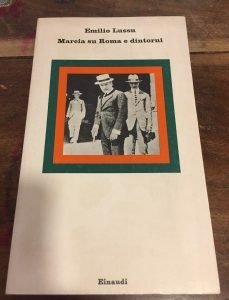 Emilio Lussu
Marcia su Roma e dintorni
Einaudi